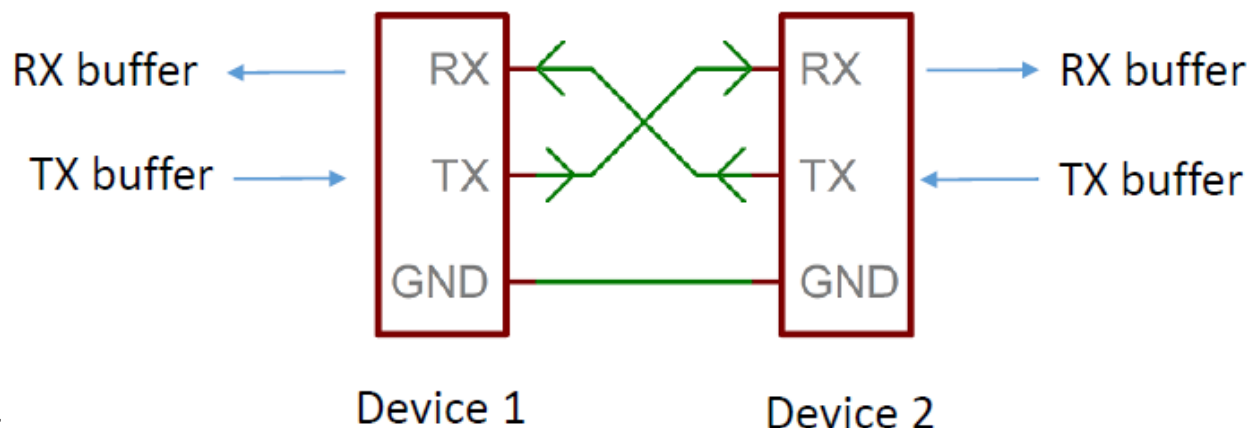 RX buffer RX RX RX buffer
TX buffer TX TX TX buffer
GND GND
Device 1 Device 2